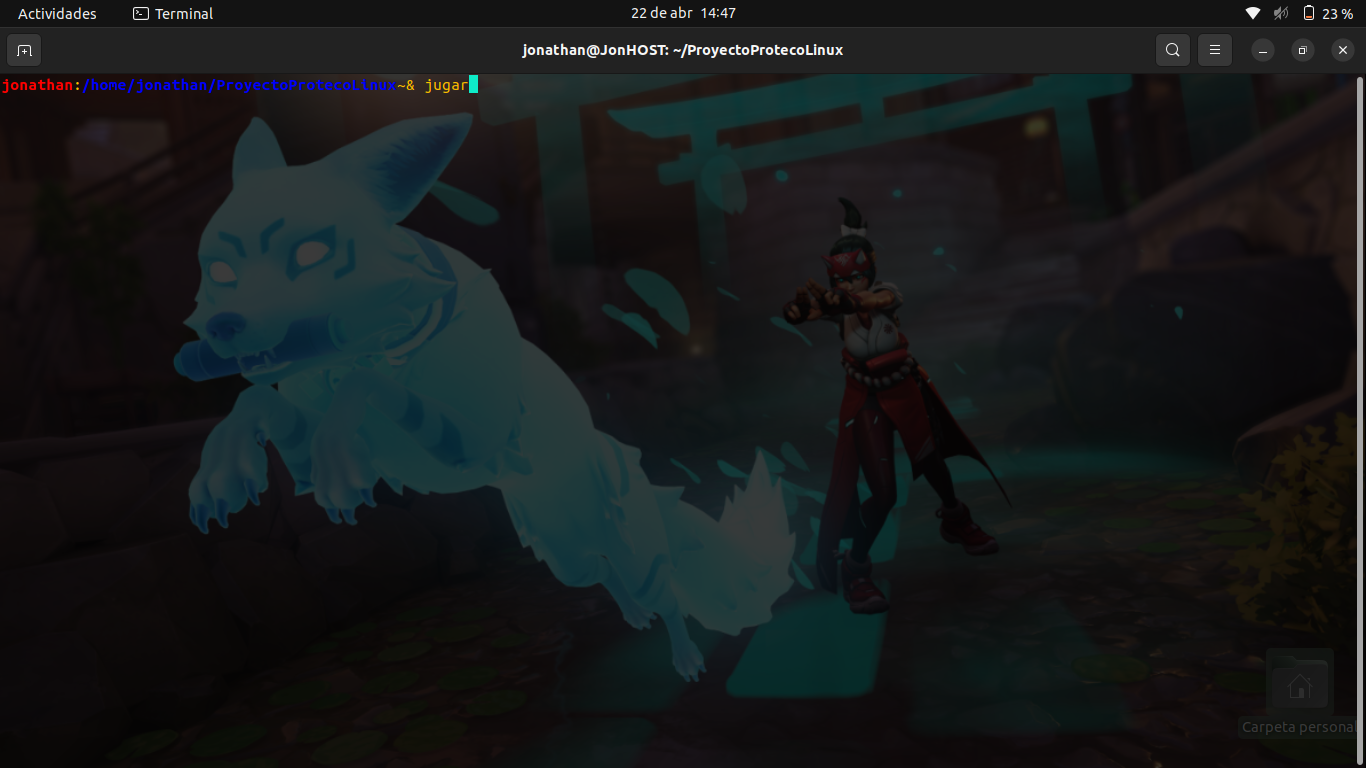 Actividades Terminal 22 de abr 14:47 23 %
jonathan@JonHOST: ~/ProyectoProtecoLinux
jonathan:/home/jonathan/ProyectoProtecoLinux~& jugar
Carpeta personal